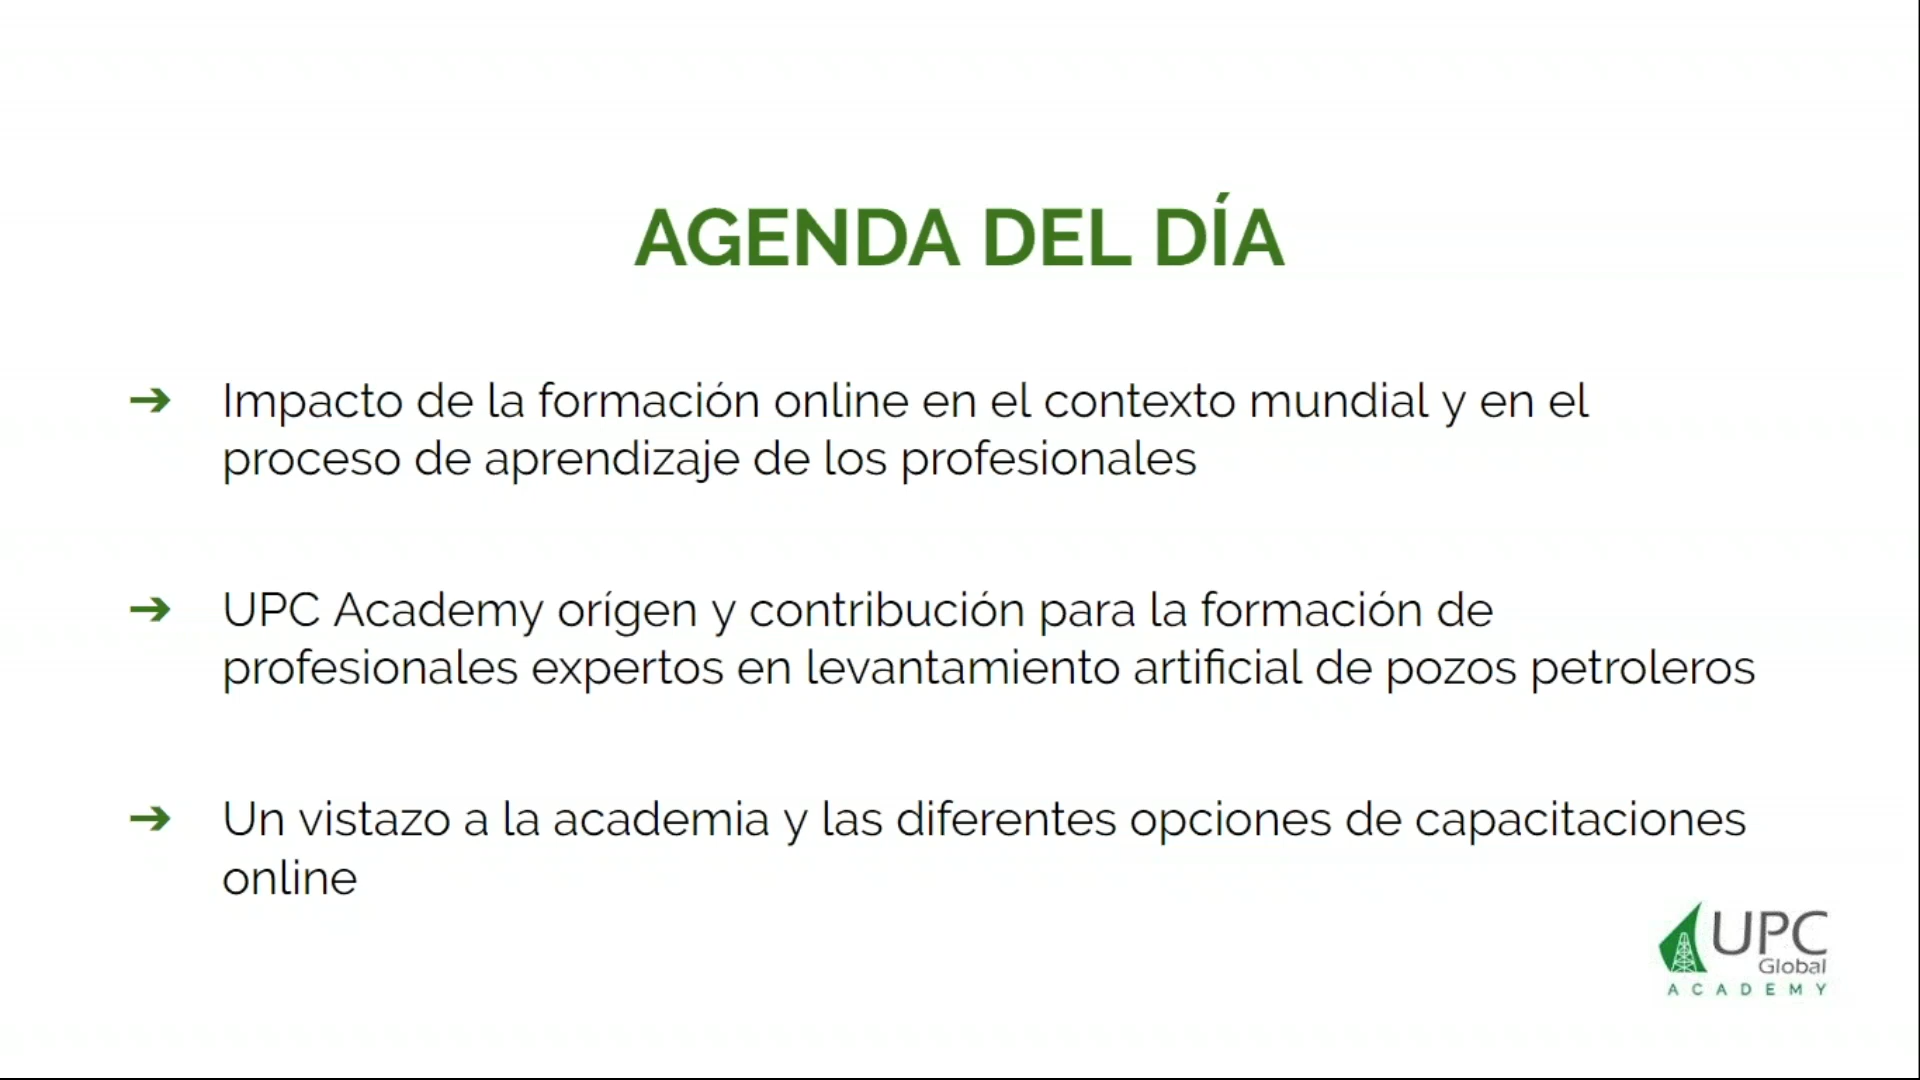 AGENDA DEL DÍA
➔ Impacto de la formación online en el contexto mundial y en el
proceso de aprendizaje de los profesionales
➔ UPC Academy orígen y contribución para la formación de
profesionales expertos en levantamiento artificial de pozos petroleros
➔ Un vistazo a la academia y las diferentes opciones de capacitaciones
online
UPC
Global
ACADEMY